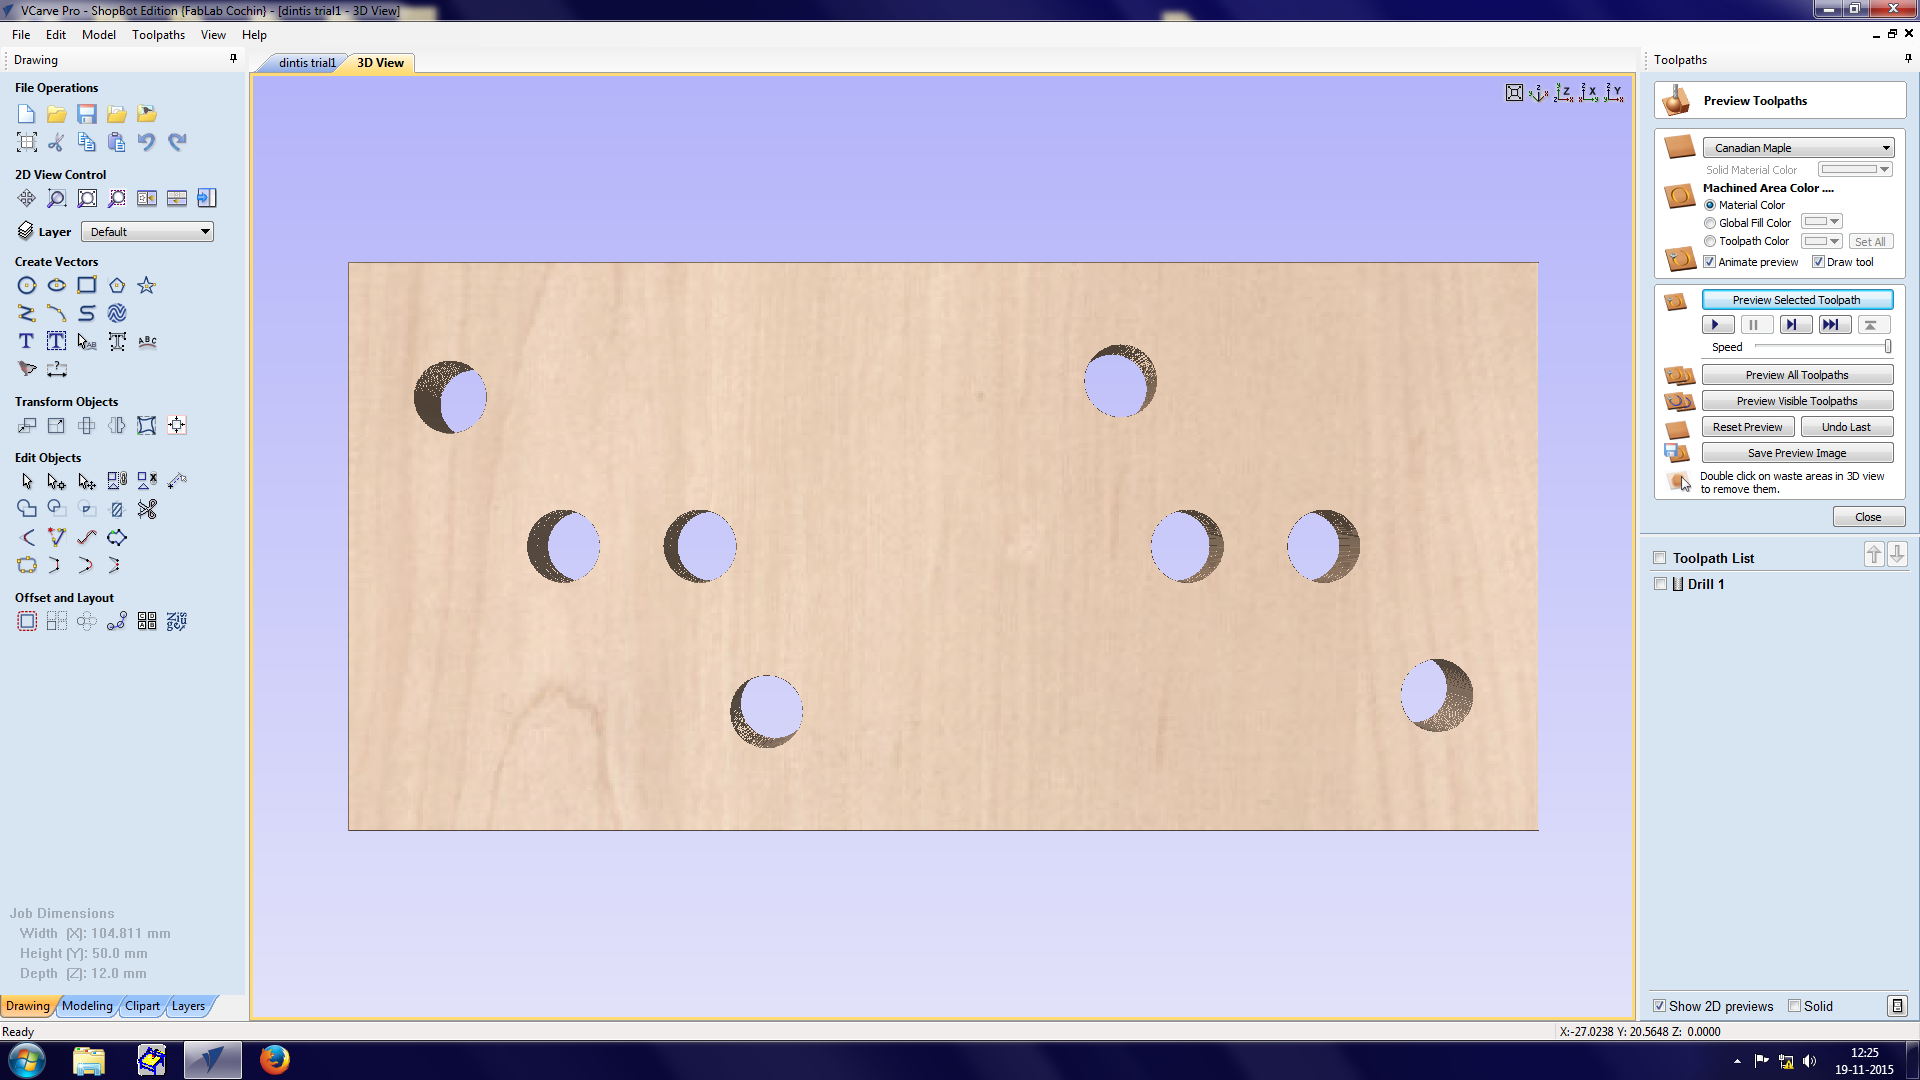 VCarve Pro - ShopBot Edition {FabLab Cochin} - [dintis trial1 - 3D View]
File Edit Model Toolpaths View Help
Drawing
File Operations
2D View Control
Layer Default
Create Vectors
Transform Objects
Edit Objects
Offset and Layout
Job Dimensions
Width (X): 104.811 mm
Height (Y): 50.0 mm
Depth (Z): 12.0 mm
Drawing Modeling Clipart Layers
Ready
dintis trial1 3D View
Toolpaths
Preview Toolpaths
Canadian Maple
Solid Material Color
Machined Area Color ....
Material Color
Global Fill Color
Toolpath Color Set All
Animate preview Draw tool
Preview Selected Toolpath
Speed
Preview All Toolpaths
Preview Visible Toolpaths
Reset Preview Undo Last
Save Preview Image
Double click on waste areas in 3D view
to remove them.
Close
Toolpath List
Drill 1
Show 2D previews Solid
X:-27.0238 Y: 20.5648 Z: 0.0000
12:25
19-11-2015